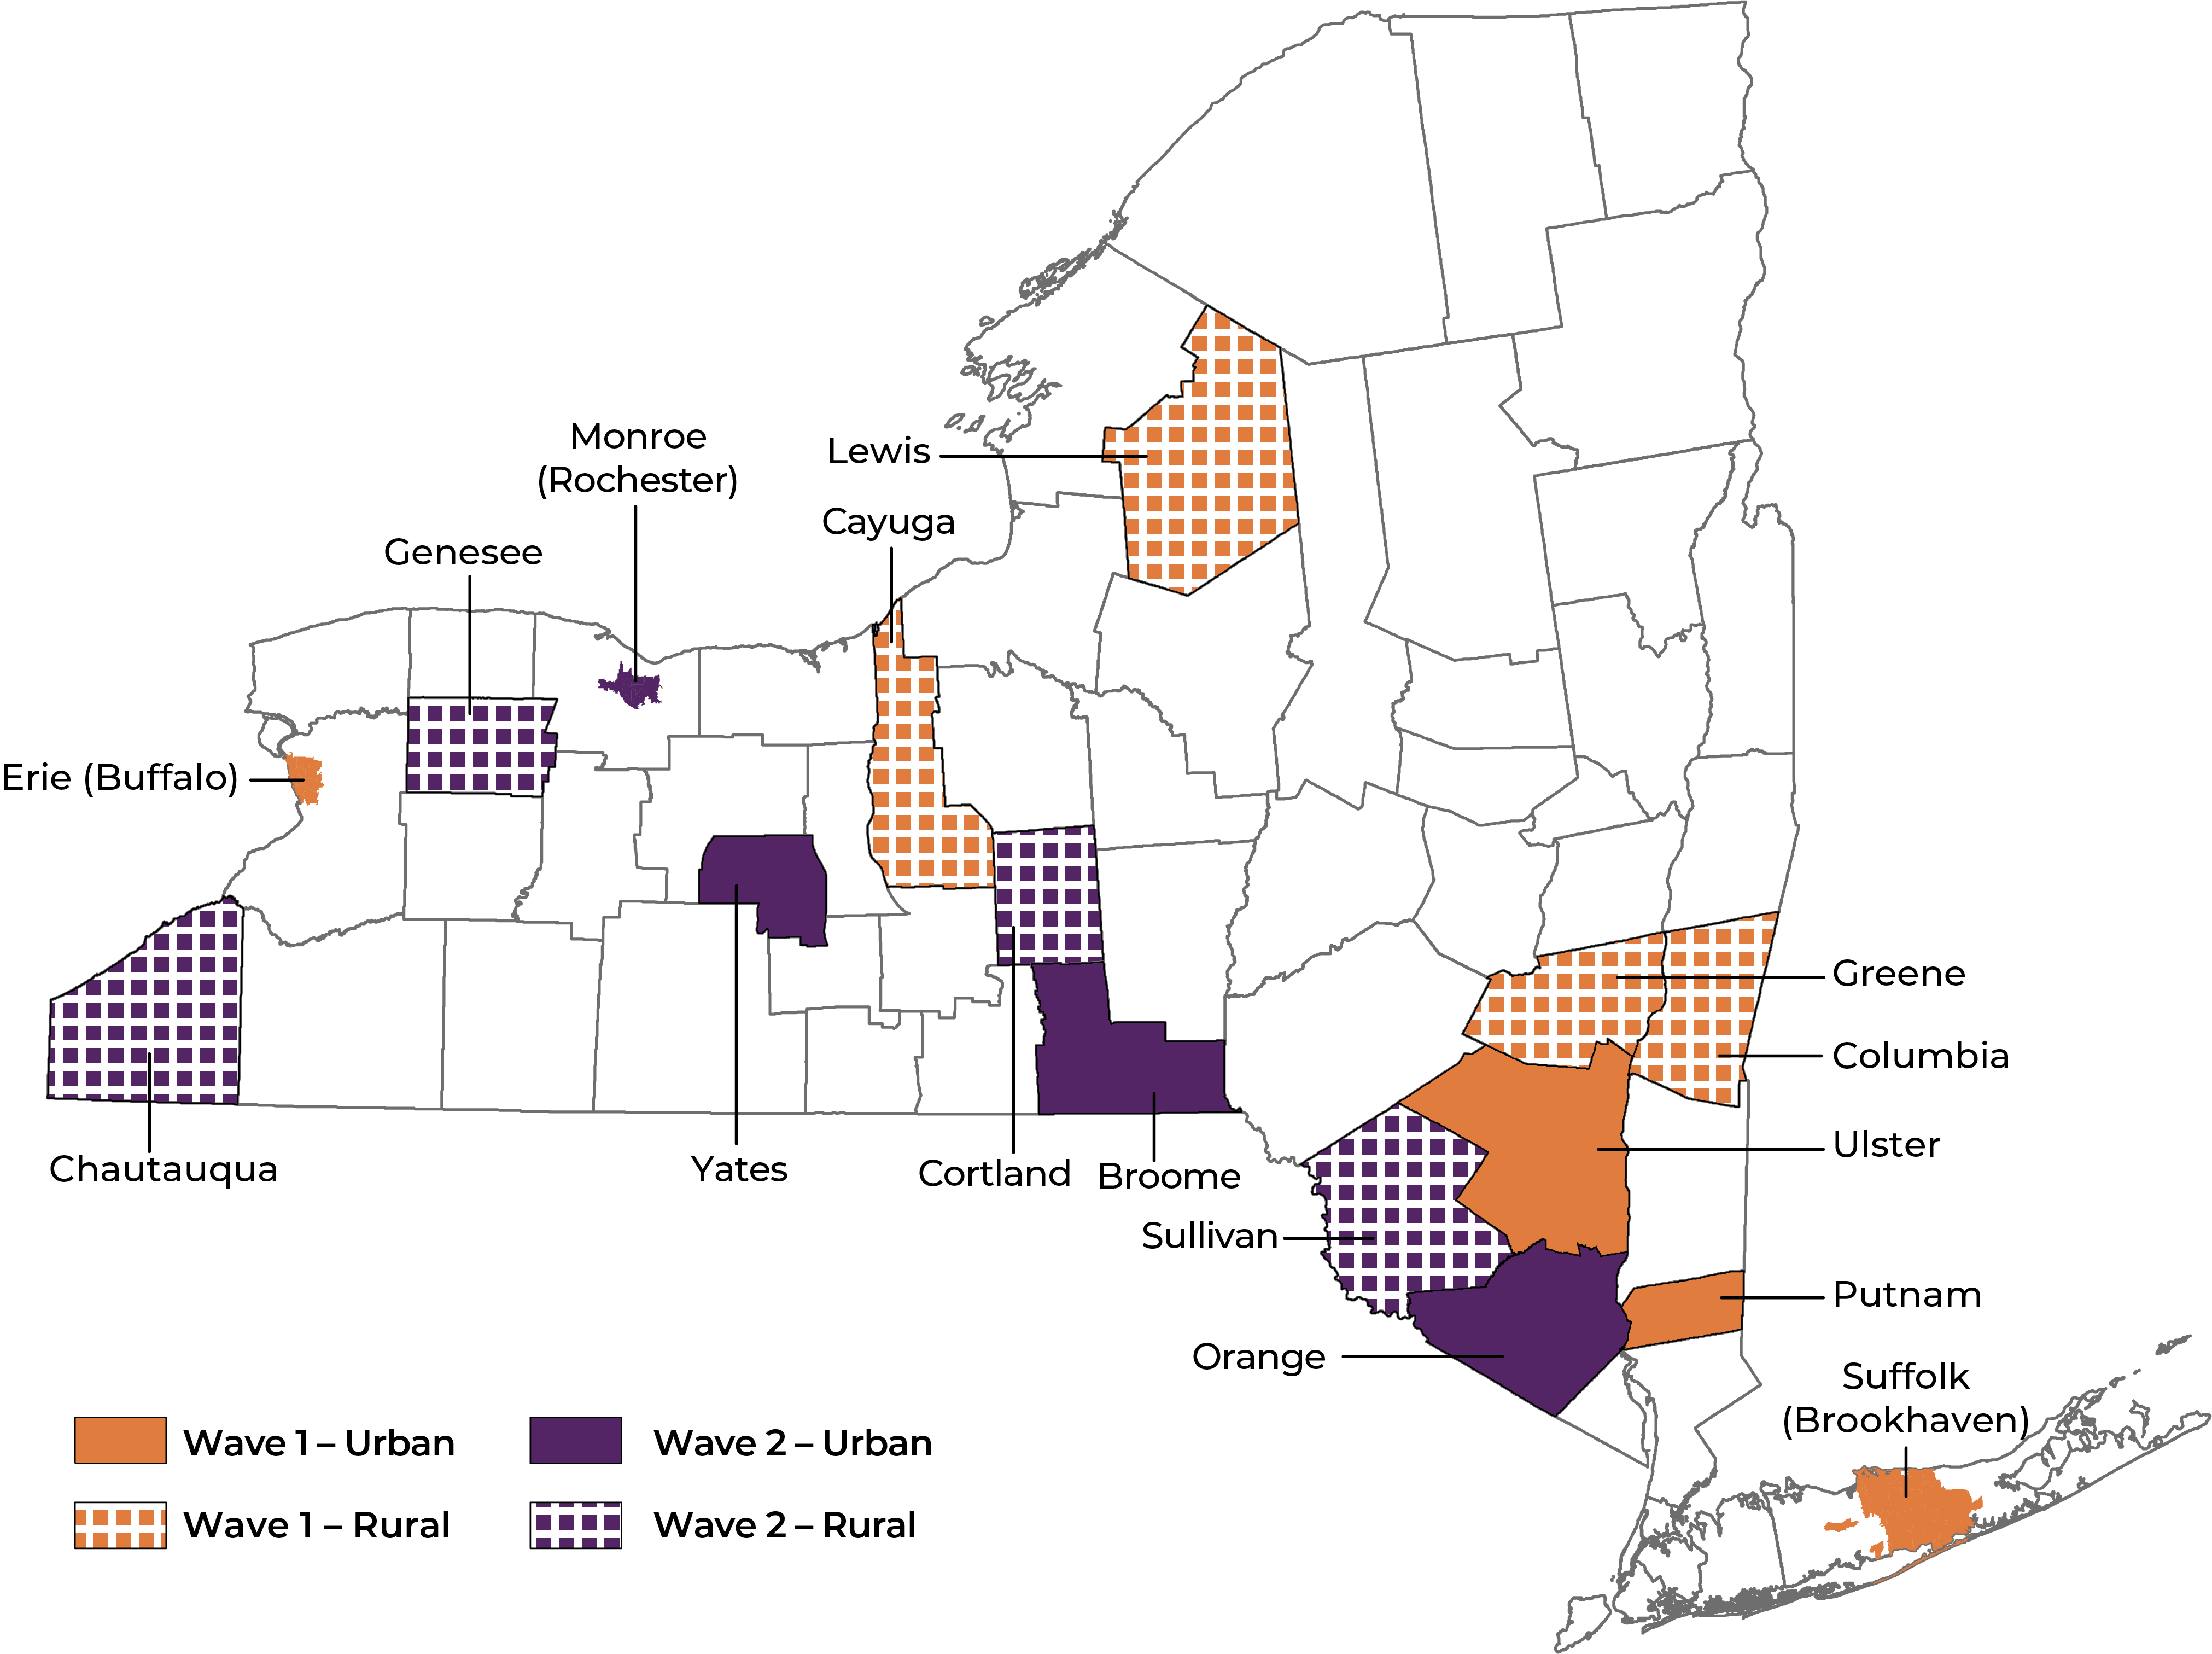 Monroe
(Rochester)
Lewis
Cayuga
Genesee
Erie (Buffalo)
Greene
Columbia
Ulster
Chautauqua
Yates
Cortland
Broome
Sullivan
Putnam
Orange
Suffolk
(Brookhaven)
Wave 1 – Urban
Wave 2 – Urban
Wave 1 – Rural
Wave 2 – Rural